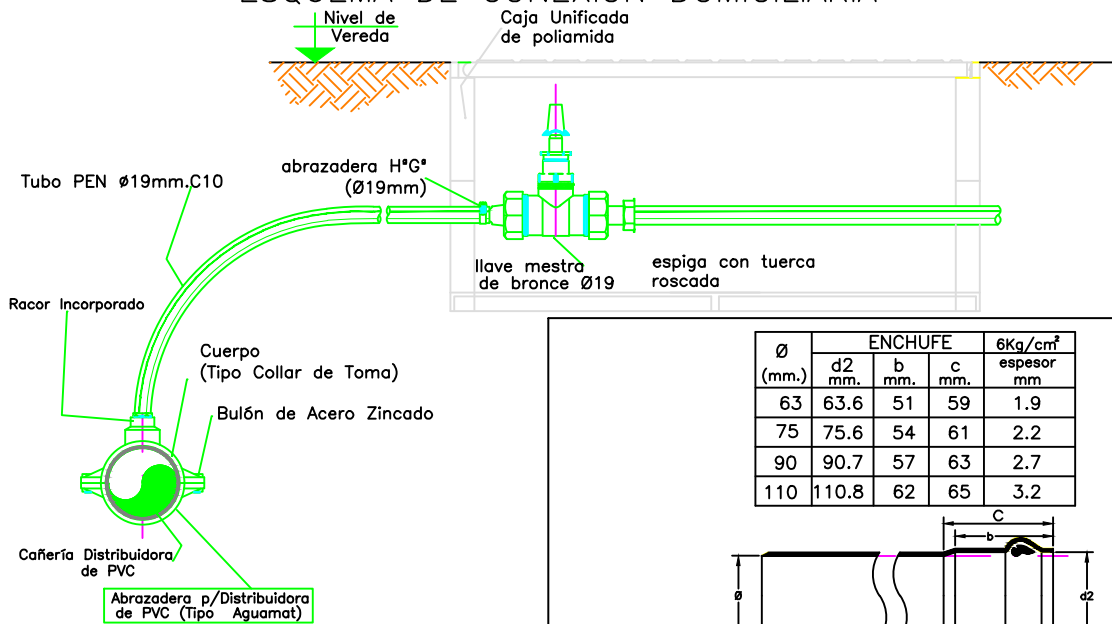 ESQUEMA DE CONEXION DOMICILIARIA
Nivel de
Vereda
Caja Unificada
de poliamida
Tubo PEN ø19mm.C10
abrazadera HºGº
(Ø19mm)
llave mestra
de bronce Ø19
espiga con tuerca
roscada
Racor Incorporado
Cuerpo
(Tipo Collar de Toma)
Bulón de Acero Zincado
Cañería Distribuidora
de PVC
Abrazadera p/Distribuidora
de PVC (Tipo Aguamat)
Ø
(mm.)
ENCHUFE
6Kg/cm²
d2
mm.
b
mm.
c
mm.
espesor
mm
63 63.6 51 59 1.9
75 75.6 54 61 2.2
90 90.7 57 63 2.7
110 110.8 62 65 3.2
C
b
Ø
d2